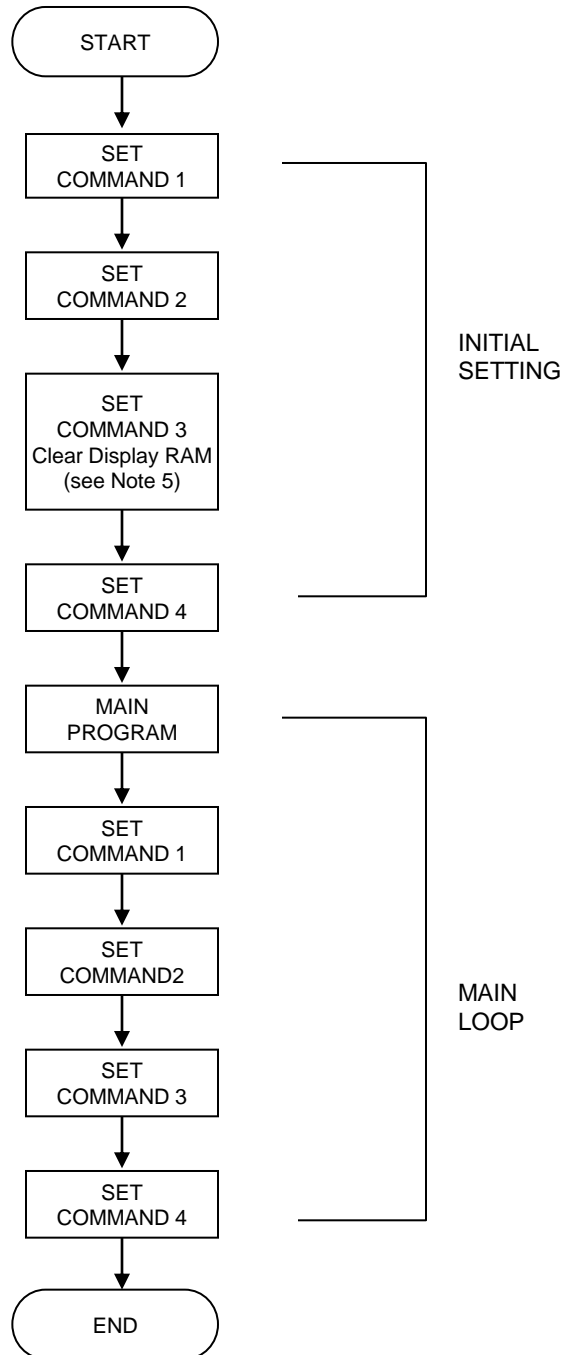 START
SET
COMMAND 1
SET
COMMAND 2
SET
COMMAND 3
Clear Display RAM
(see Note 5)
SET
COMMAND 4
INITIAL
SETTING
MAIN
PROGRAM
SET
COMMAND 1
SET
COMMAND2
SET
COMMAND 3
SET
COMMAND 4
MAIN
LOOP
END